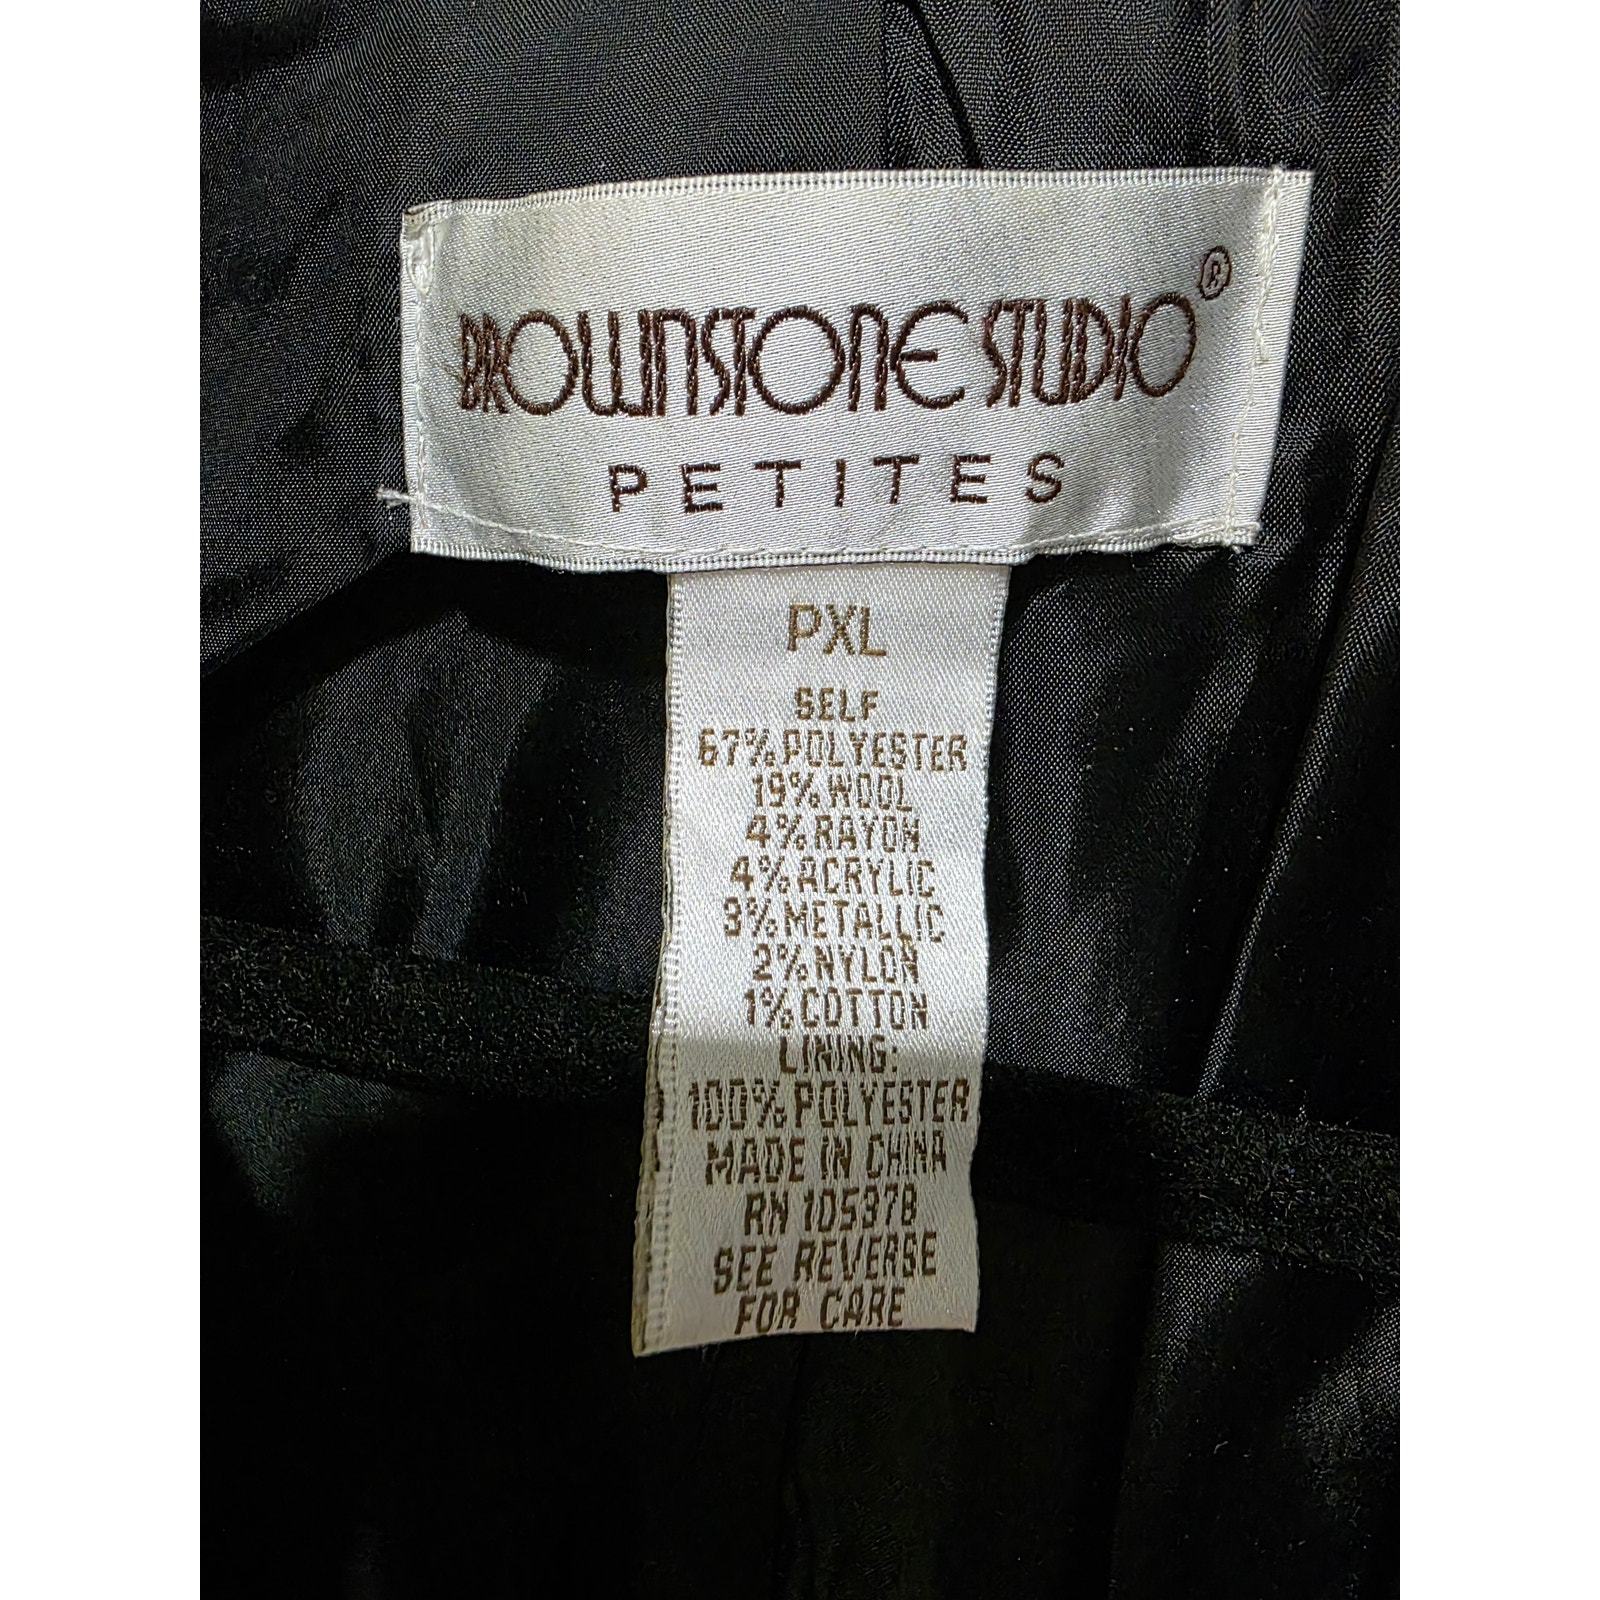 BROWNSTONE STUDIO®
PETITES
PXL
SELF
67% POLYESTER
19% WOOL
4% RAYON
4% ACRYLIC
3% METALLIC
2% NYLON
1% COTTON
LINING:
100% POLYESTER
MADE IN CHINA
RN 105378
SEE REVERSE
FOR CARE